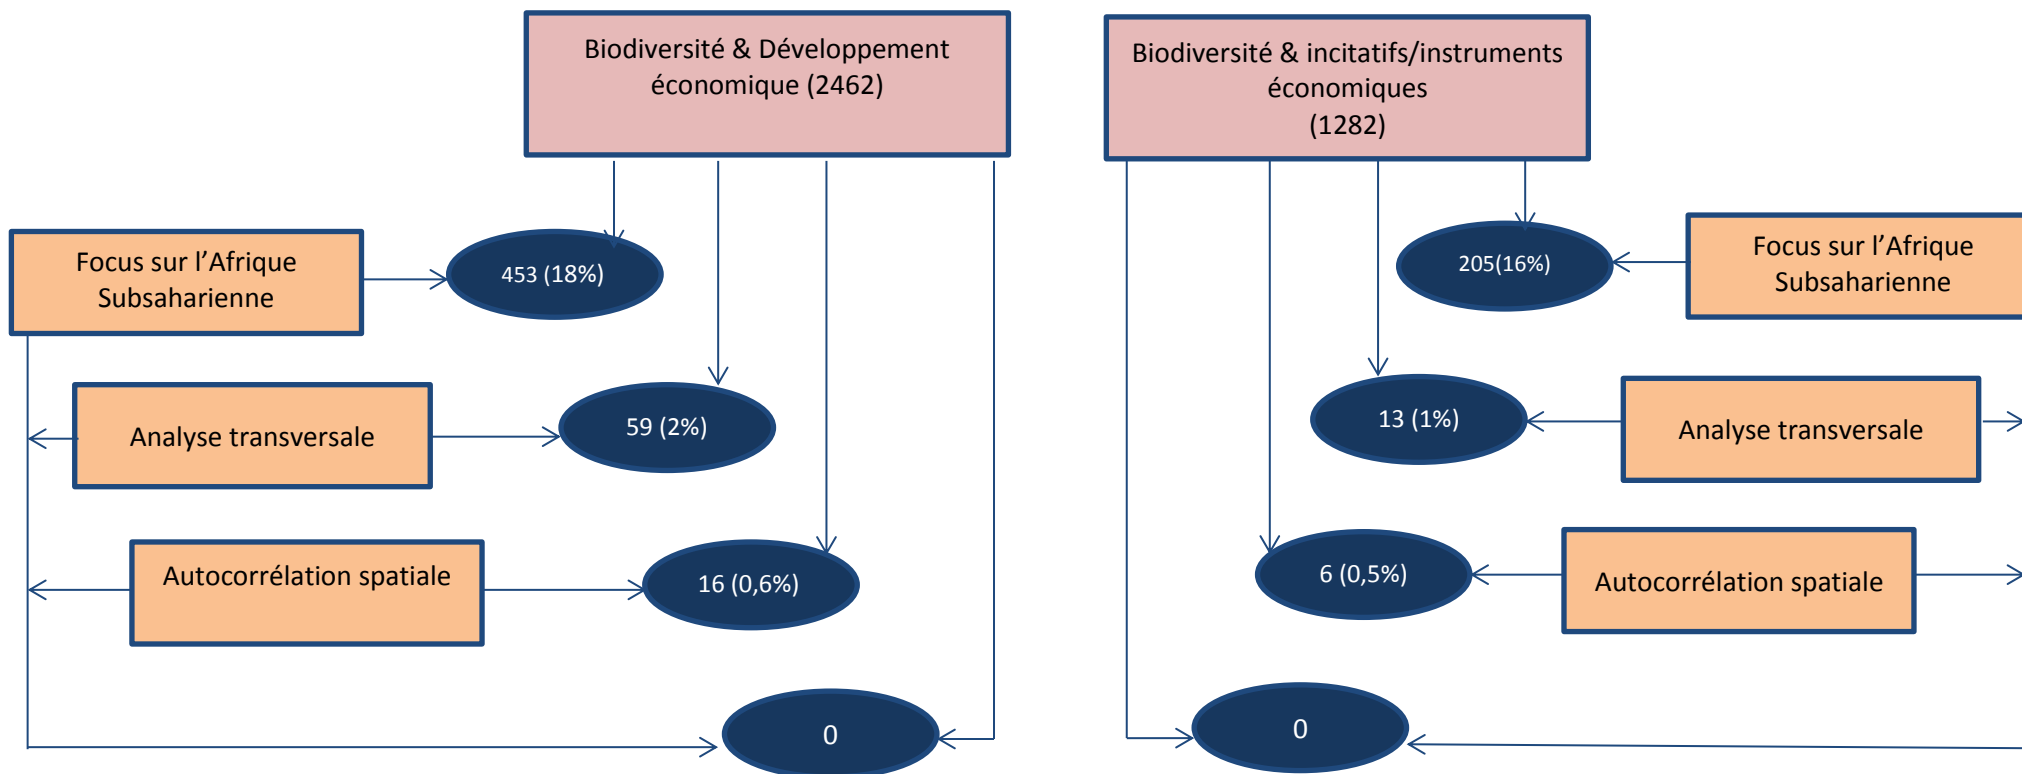 Biodiversité & Développement
économique (2462)
Biodiversité & incitatifs/instruments
économiques
(1282)
Focus sur l'Afrique
Subsaharienne
453 (18%)
205(16%)
Focus sur l'Afrique
Subsaharienne
Analyse transversale
59 (2%)
13 (1%)
Analyse transversale
Autocorrélation spatiale
16 (0,6%)
6 (0,5%)
Autocorrélation spatiale
0
0